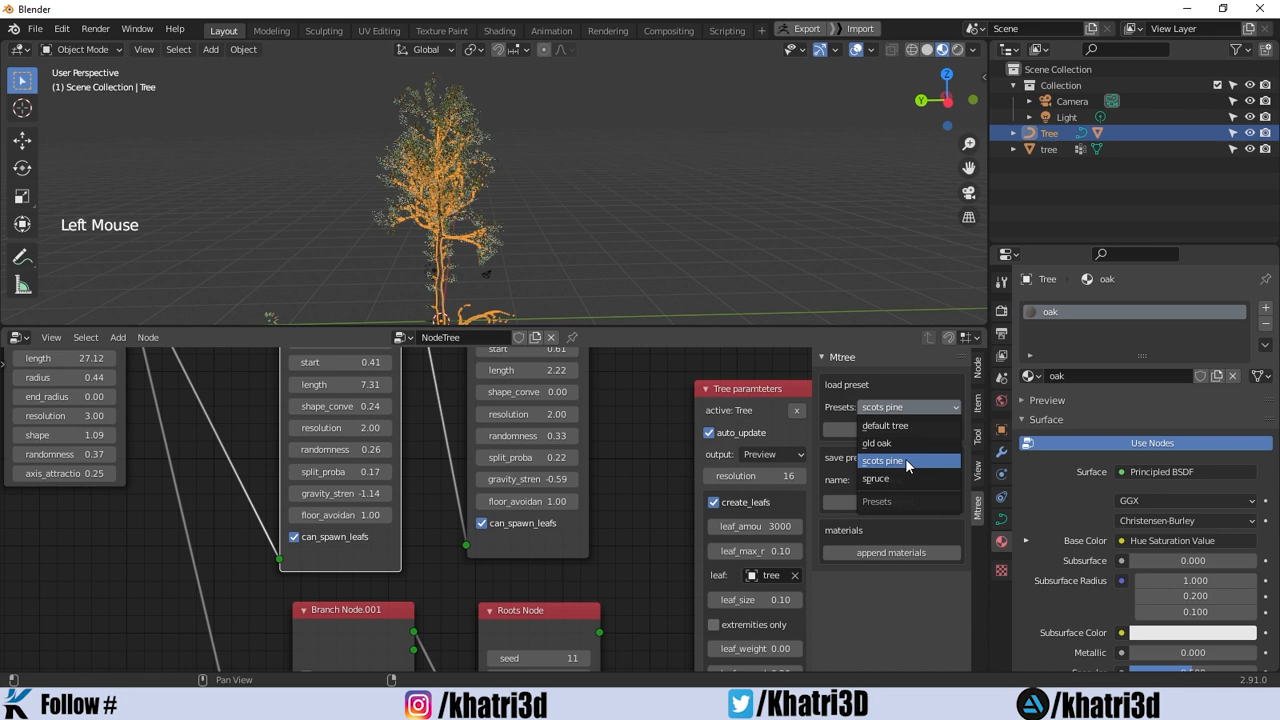 Blender
File Edit Render Window Help
Layout Modeling Sculpting UV Editing Texture Paint Shading Animation Rendering Compositing Scripting + Export Import Scene View Layer
Object Mode View Select Add Object Global
User Perspective
(1) Scene Collection | Tree
Left Mouse
Z
Y
Scene Collection
Collection
Camera
Light
Tree
tree
Tree oak
oak
oak
Preview
Surface
Use Nodes
Surface Principled BSDF
GGX
Christensen-Burley
Base Color Hue Saturation Value
Subsurface 0.000
Subsurface Radius 1.000
0.200
0.100
Subsurface Color
Metallic 0.000
View Select Add Node NodeTree
length 27.12
radius 0.44
end_radius 0.00
resolution 3.00
shape 1.09
randomness 0.37
axis_attractio 0.25
start 0.41
length 7.31
shape_conve 0.24
resolution 2.00
randomness 0.26
split_proba 0.17
gravity_stren -1.14
floor_avoidan 1.00
can_spawn_leafs
start 0.61
length 2.22
shape_conve 0.00
resolution 2.00
randomness 0.33
split_proba 0.22
gravity_stren -0.59
floor_avoidan 1.00
can_spawn_leafs
Branch Node.001
Roots Node
seed 11
Tree paramteters
active: Tree x
auto_update
output: Preview
resolution 16
create_leafs
leaf_amou 3000
leaf_max_r 0.10
leaf: tree
leaf_size 0.10
extremities only
leaf_weight 0.00
Mtree
load preset
Presets: scots pine
default tree
old oak
scots pine
spruce
Presets
save pre
name:
materials
append materials
Node
Item
Tool
View
Mtree
Pan View
2.91.0
Follow # /khatri3d /Khatri3D /khatri3d